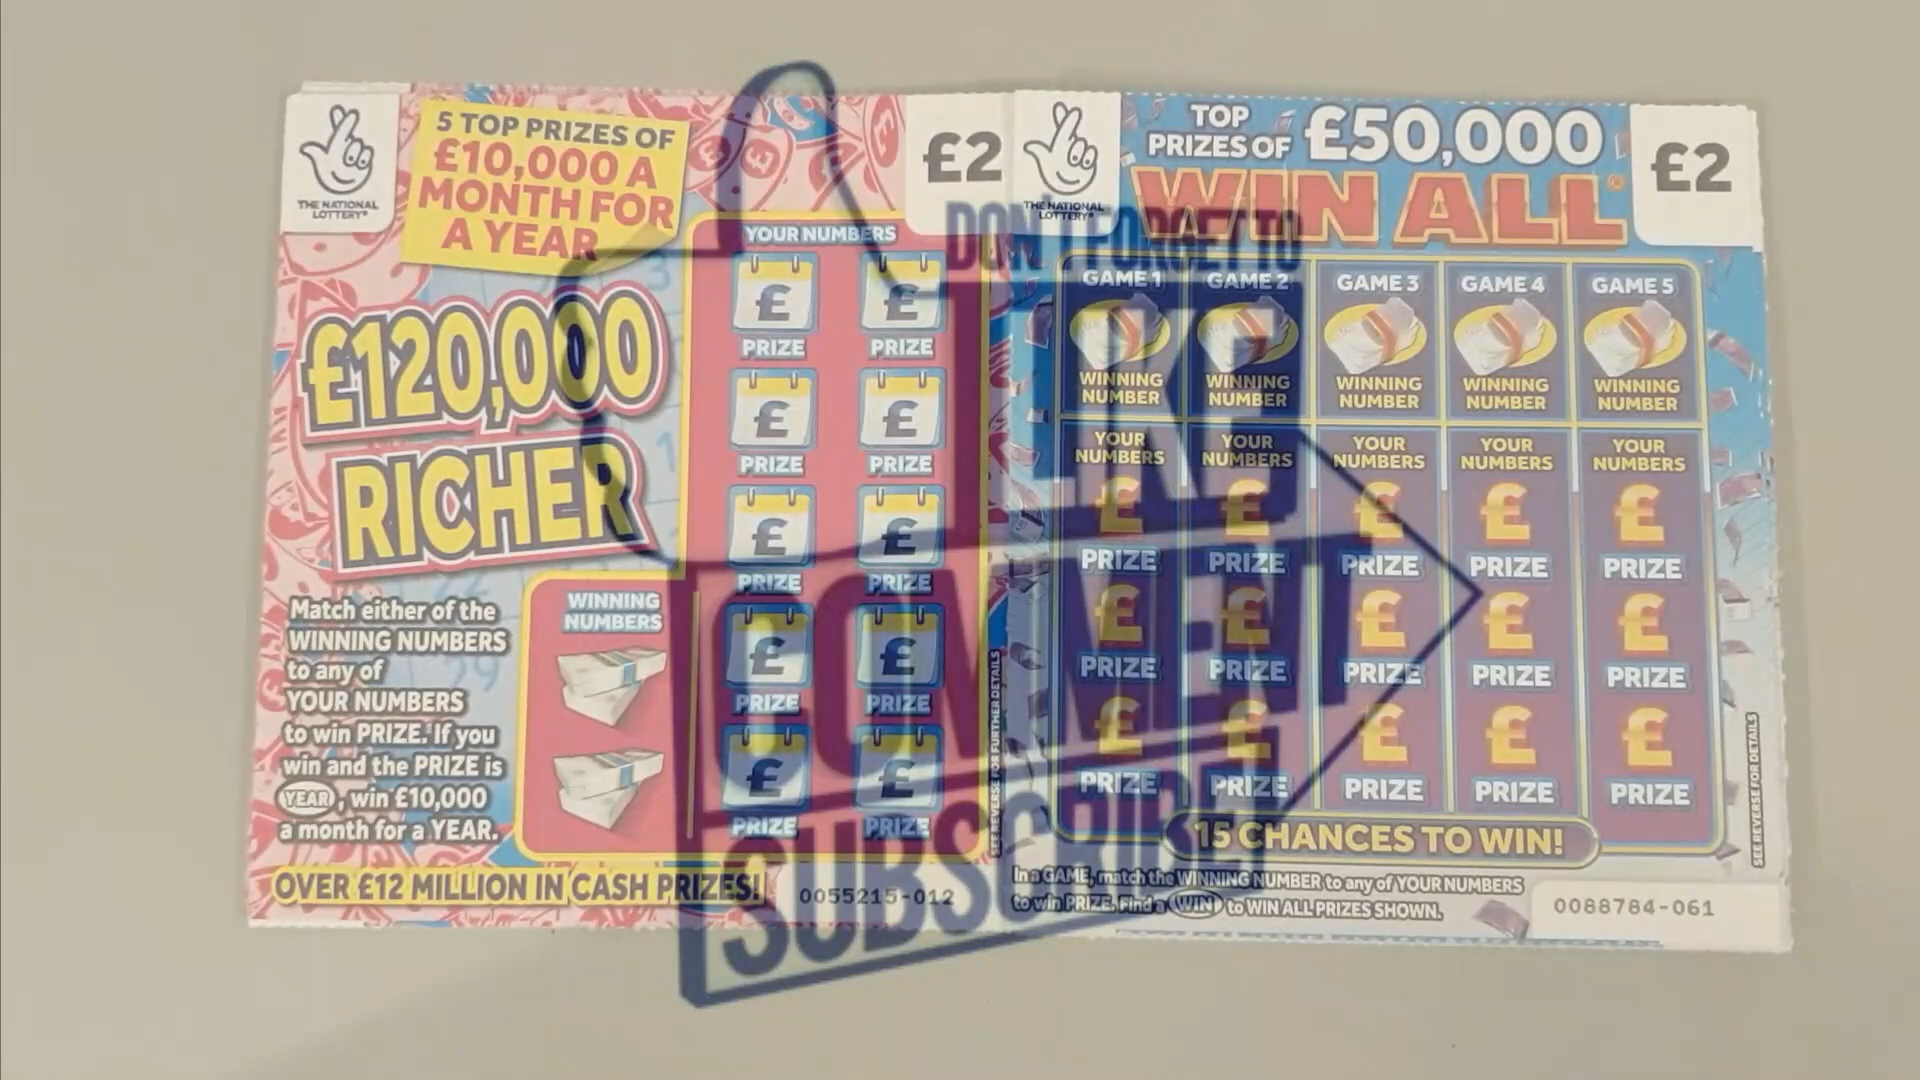 THE NATIONAL
LOTTERY®
5 TOP PRIZES OF
£10,000 A
MONTH FOR
A YEAR
£2
£120,000
RICHER
YOUR NUMBERS
£ £
PRIZE PRIZE
£ £
PRIZE PRIZE
£ £
PRIZE PRIZE
£ £
PRIZE PRIZE
£ £
PRIZE PRIZE
WINNING
NUMBERS
Match either of the
WINNING NUMBERS
to any of
YOUR NUMBERS
to win PRIZE. If you
win and the PRIZE is
YEAR, win £10,000
a month for a YEAR.
OVER £12 MILLION IN CASH PRIZES!
0055215-012
SEE REVERSE FOR FURTHER DETAILS
THE NATIONAL
LOTTERY®
TOP
PRIZES OF £50,000
WIN ALL®
£2
GAME 1 GAME 2 GAME 3 GAME 4 GAME 5
WINNING WINNING WINNING WINNING WINNING
NUMBER NUMBER NUMBER NUMBER NUMBER
YOUR YOUR YOUR YOUR YOUR
NUMBERS NUMBERS NUMBERS NUMBERS NUMBERS
£ £ £ £ £
PRIZE PRIZE PRIZE PRIZE PRIZE
£ £ £ £ £
PRIZE PRIZE PRIZE PRIZE PRIZE
£ £ £ £ £
PRIZE PRIZE PRIZE PRIZE PRIZE
15 CHANCES TO WIN!
In a GAME, match the WINNING NUMBER to any of YOUR NUMBERS
to win PRIZE. Find a WIN to WIN ALL PRIZES SHOWN.
0088784-061
SEE REVERSE FOR DETAILS
DON'T FORGET TO
LIKE
COMMENT
SUBSCRIBE